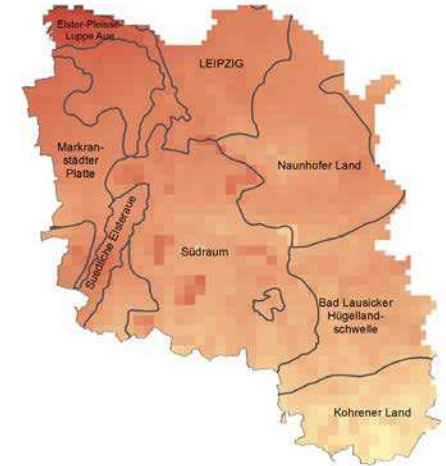 Elster-Pleisse-
Luppe Aue
LEIPZIG
Markran-
städter
Platte
Naunhofer Land
Suedliche Elsteraue
Südraum
Bad Lausicker
Hügelland-
schwelle
Kohrener Land